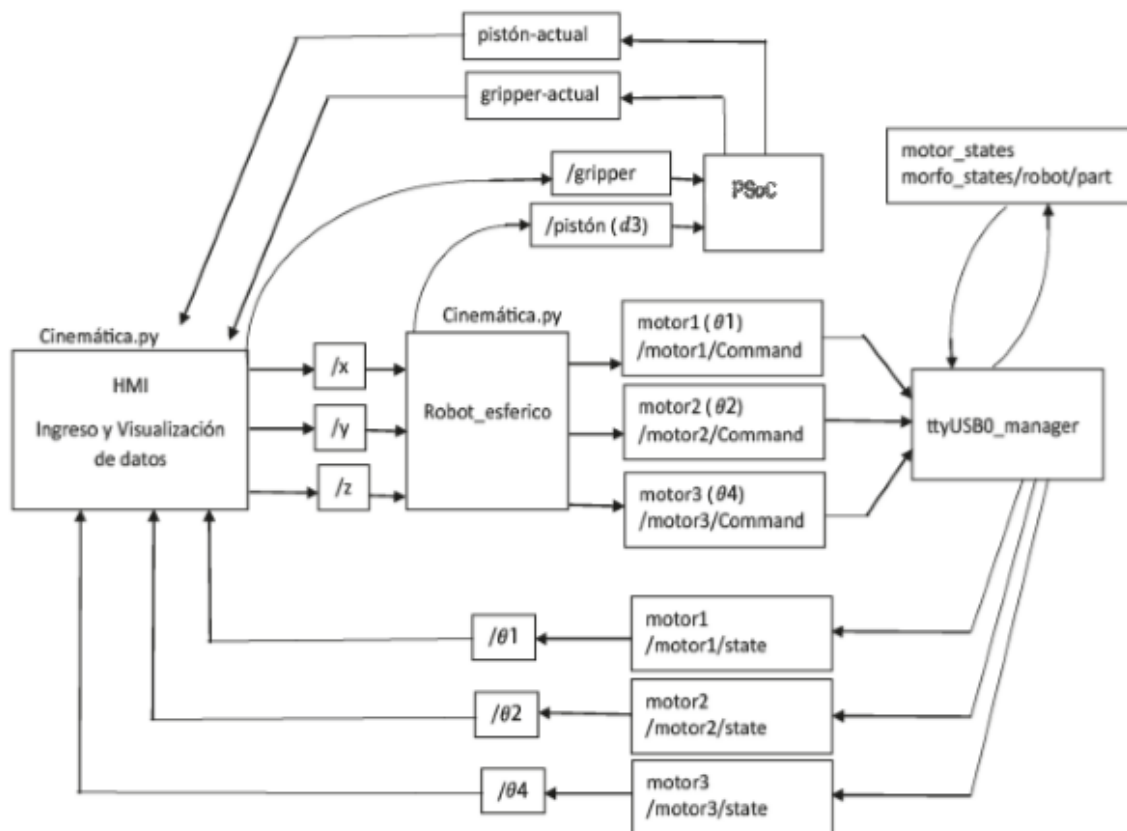 pistón-actual
gripper-actual
/gripper
PSoC
/pistón (d3)
motor_states
morfo_states/robot/part
Cinemática.py
HMI
Ingreso y Visualización
de datos
/x
/y
/z
Cinemática.py
Robot_esferico
motor1 (θ1)
/motor1/Command
motor2 (θ2)
/motor2/Command
motor3 (θ4)
/motor3/Command
ttyUSB0_manager
/θ1
motor1
/motor1/state
/θ2
motor2
/motor2/state
/θ4
motor3
/motor3/state